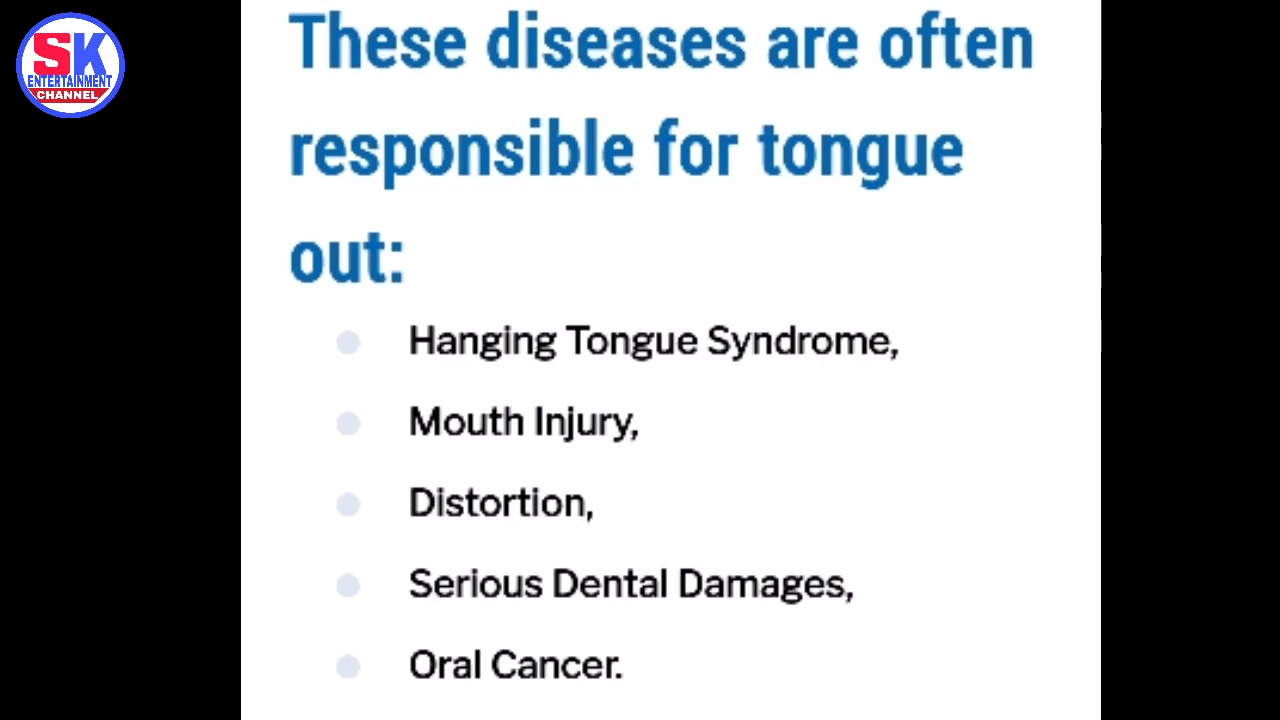 SK
ENTERTAINMENT
CHANNEL
These diseases are often
responsible for tongue
out:
Hanging Tongue Syndrome,
Mouth Injury,
Distortion,
Serious Dental Damages,
Oral Cancer.